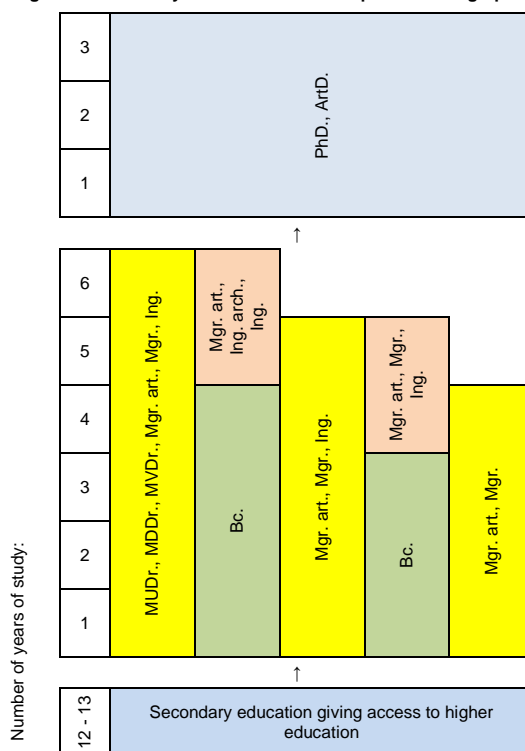 3
2
1
PhD., ArtD.
↑
6
5
4
3
2
1
MUDr., MDDr., MVDr., Mgr. art., Mgr., Ing.
Mgr. art.,
Ing. arch.,
Ing.
Bc.
Mgr. art., Mgr., Ing.
Mgr. art., Mgr.,
Ing.
Bc.
Mgr. art., Mgr.
↑
Number of years of study:
12 - 13
Secondary education giving access to higher
education